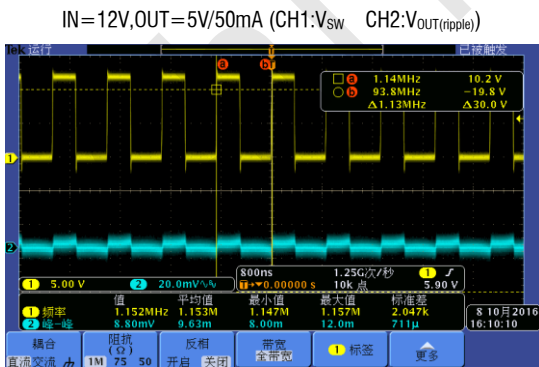 IN=12V,OUT=5V/50mA (CH1:VSW CH2:VOUT(ripple))
Tek 运行
已被触发
a
b
a 1.14MHz 10.2 V
b 93.8MHz −19.8 V
Δ1.13MHz Δ30.0 V
1
2
1 5.00 V
2 20.0mV
800ns
T→▼0.00000 s
1.25G次/秒
10k 点
1
5.90 V
值 平均值 最小值 最大值 标准差
1 频率 1.152MHz 1.153M 1.147M 1.157M 2.047k
2 峰−峰 8.80mV 9.63m 8.00m 12.0m 711μ
8 10月 2016
16:10:10
耦合
直流 交流
阻抗
(Ω)
1M 75 50
反相
开启 关闭
带宽
全带宽
1 标签
更多